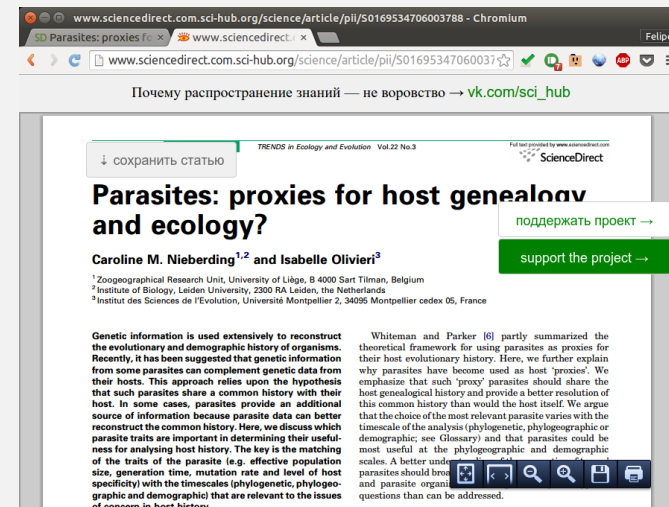 www.sciencedirect.com.sci-hub.org/science/article/pii/S0169534706003788 - Chromium
SD Parasites: proxies fo
www.sciencedirect.c
Felipe
www.sciencedirect.com.sci-hub.org/science/article/pii/S01695347060037
7
ABP
Почему распространение знаний — не воровство → vk.com/sci_hub
↓ сохранить статью
TRENDS in Ecology and Evolution Vol.22 No.3
Full text provided by www.sciencedirect.com
ScienceDirect
Parasites: proxies for host genealogy
and ecology?
поддержать проект →
support the project →
Caroline M. Nieberding1,2 and Isabelle Olivieri3
1 Zoogeographical Research Unit, University of Liège, B 4000 Sart Tilman, Belgium
2 Institute of Biology, Leiden University, 2300 RA Leiden, the Netherlands
3 Institut des Sciences de l'Evolution, Université Montpellier 2, 34095 Montpellier cedex 05, France
Genetic information is used extensively to reconstruct
the evolutionary and demographic history of organisms.
Recently, it has been suggested that genetic information
from some parasites can complement genetic data from
their hosts. This approach relies upon the hypothesis
that such parasites share a common history with their
host. In some cases, parasites provide an additional
source of information because parasite data can better
reconstruct the common history. Here, we discuss which
parasite traits are important in determining their useful-
ness for analysing host history. The key is the matching
of the traits of the parasite (e.g. effective population
size, generation time, mutation rate and level of host
specificity) with the timescales (phylogenetic, phylogeo-
graphic and demographic) that are relevant to the issues
of concern in host history.
Whiteman and Parker [6] partly summarized the
theoretical framework for using parasites as proxies for
their host evolutionary history. Here, we further explain
why parasites have become used as host 'proxies'. We
emphasize that such 'proxy' parasites should share the
host genealogical history and provide a better resolution of
this common history than would the host itself. We argue
that the choice of the most relevant parasite varies with the
timescale of the analysis (phylogenetic, phylogeographic or
demographic; see Glossary) and that parasites could be
most useful at the phylogeographic and demographic
scales. A better
parasites should
and parasite
questions than can be addressed.